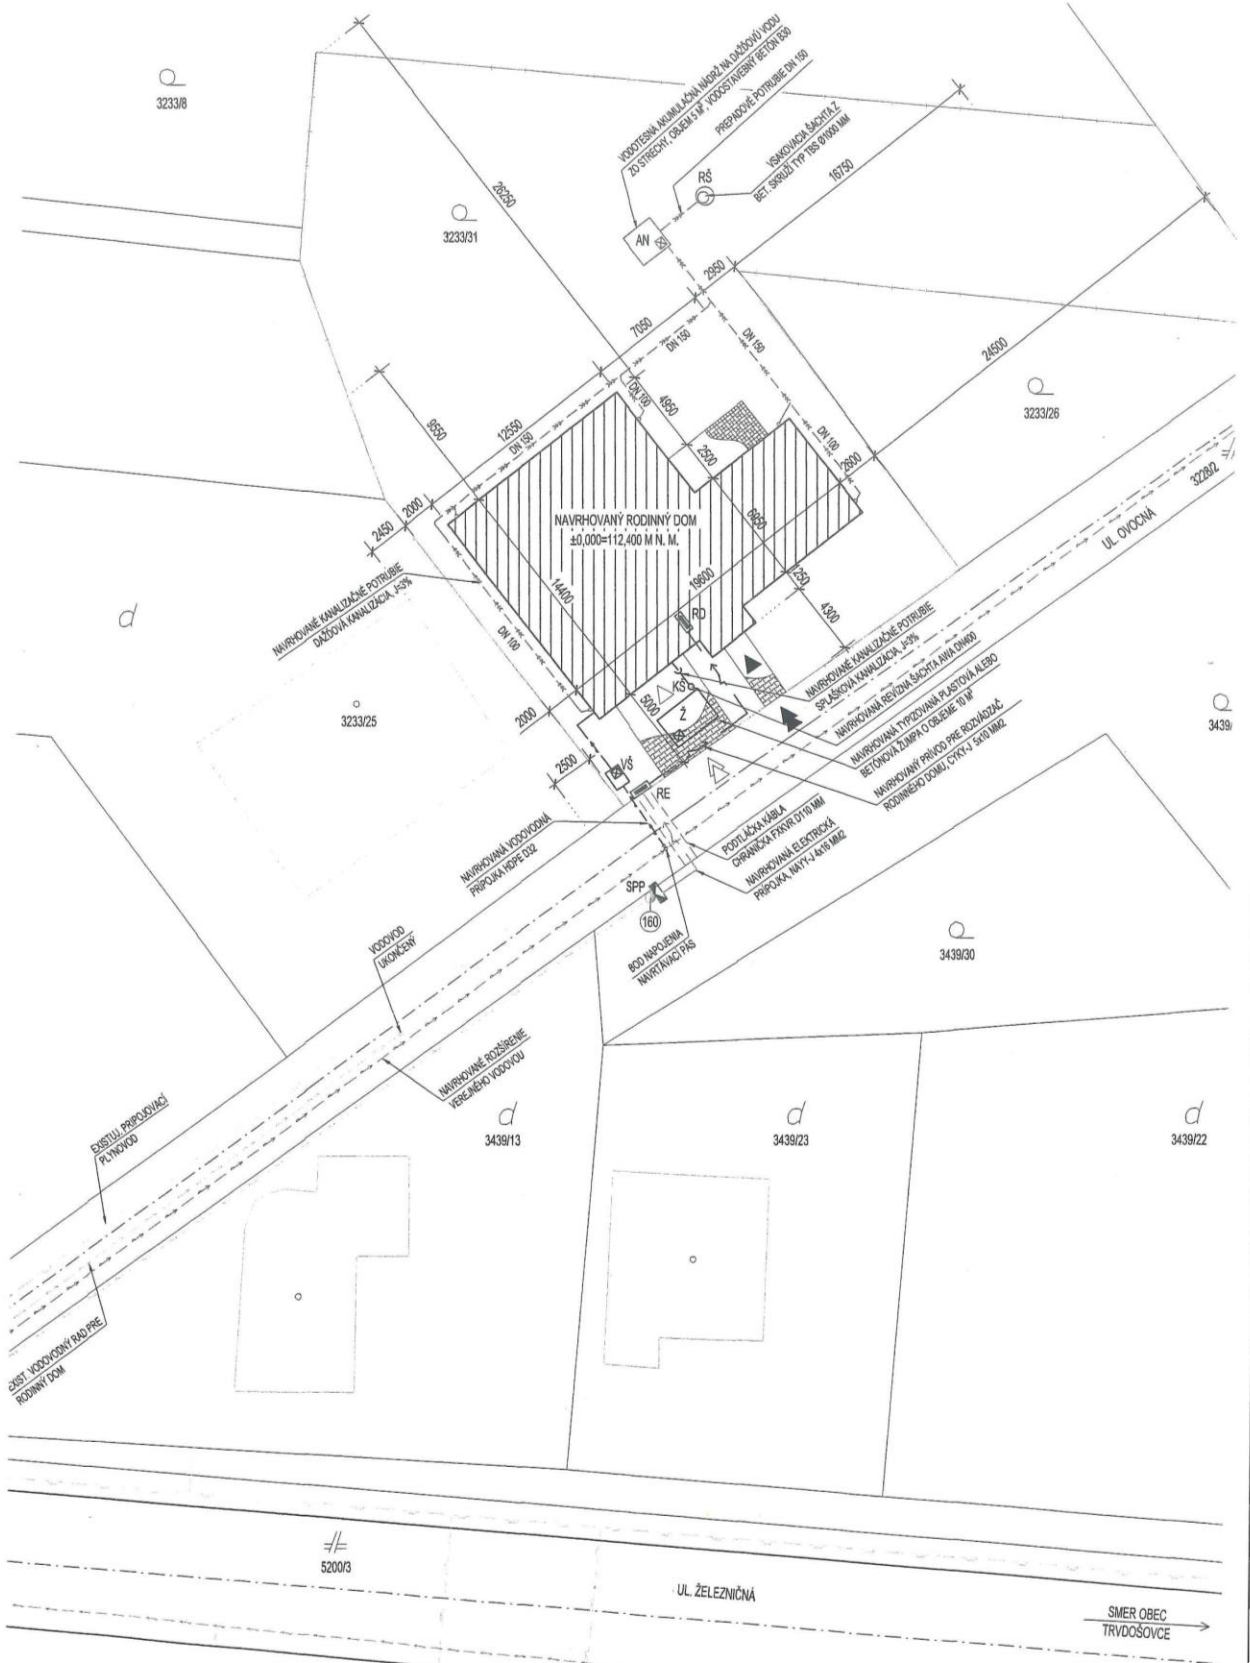 3233/8
VODOTESNÁ AKUMULAČNÁ NÁDRŽ NA DAŽĎOVÚ VODU
ZO STRECHY, OBJEM 5 M³, VODOSTAVEBNÝ BETÓN B30
PREPADOVÉ POTRUBIE DN 150
VSAKOVACIA ŠACHTA Z
BET. SKRUŽÍ TYP TBS Ø1000 MM
RŠ
AN
26250
16750
3233/31
2950
7050
DN 150
DN 150
24500
3233/26
9550
12550
DN 150
DN 100
4950
2500
DN 100
2600
3228/2
UL. OVOCNÁ
2450
2000
NAVRHOVANÝ RODINNÝ DOM
±0,000=112,400 M N. M.
6950
NAVRHOVANÉ KANALIZAČNÉ POTRUBIE
DAŽĎOVÁ KANALIZÁCIA, J=3%
14400
19600
250
4300
DN 100
RD
KŠ
Ž
5000
NAVRHOVANÉ KANALIZAČNÉ POTRUBIE
SPLAŠKOVÁ KANALIZÁCIA, J=3%
NAVRHOVANÁ REVÍZNA ŠACHTA AWA DN400
NAVRHOVANÁ TYPIZOVANÁ PLASTOVÁ ALEBO
BETÓNOVÁ ŽUMPA O OBJEME 10 M³
NAVRHOVANÝ PRÍVOD PRE ROZVÁDZAČ
RODINNÉHO DOMU, CYKY-J 5x10 MM2
3233/25
2000
2500
VŠ
RE
3439/
NAVRHOVANÁ VODOVODNÁ
PRÍPOJKA HDPE D32
PODTLAČKA KÁBLA
CHRÁNIČKA FXKVR D110 MM
NAVRHOVANÁ ELEKTRICKÁ
PRÍPOJKA, NAYY-J 4x16 MM2
SPP
160
BOD NAPOJENIA
NAVRTÁVACÍ PÁS
3439/30
VODOVOD
UKONČENÝ
NAVRHOVANÉ ROZŠÍRENIE
VEREJNÉHO VODOVOU
EXISTUJ. PRIPOJOVACÍ
PLYNOVOD
3439/13
3439/23
3439/22
EXIST. VODOVODNÝ RAD PRE
RODINNÝ DOM
5200/3
UL. ŽELEZNIČNÁ
SMER OBEC
TRVDOŠOVCE